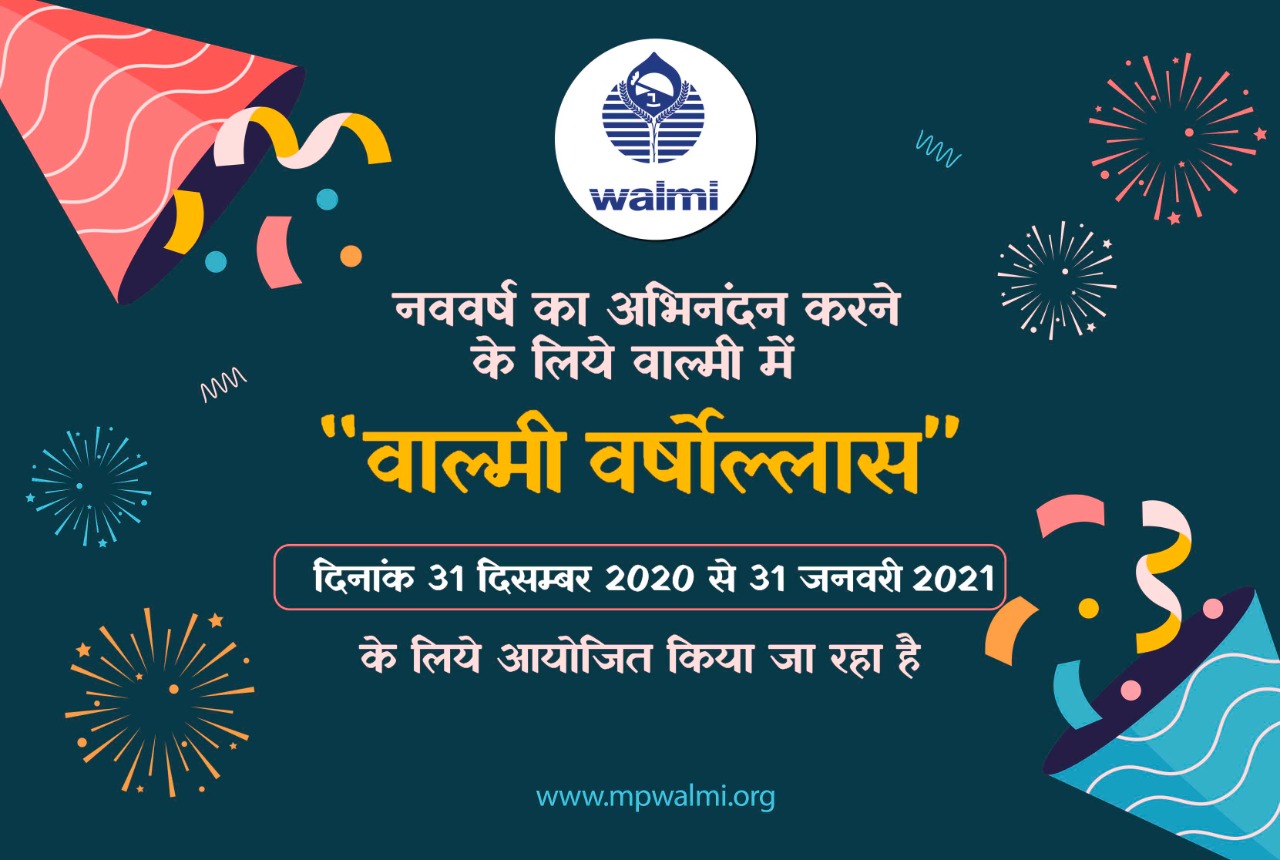 walmi
नववर्ष का अभिनंदन करने
के लिये वाल्मी में
"वाल्मी वर्षोल्लास"
दिनांक 31 दिसम्बर 2020 से 31 जनवरी 2021
के लिये आयोजित किया जा रहा है
www.mpwalmi.org